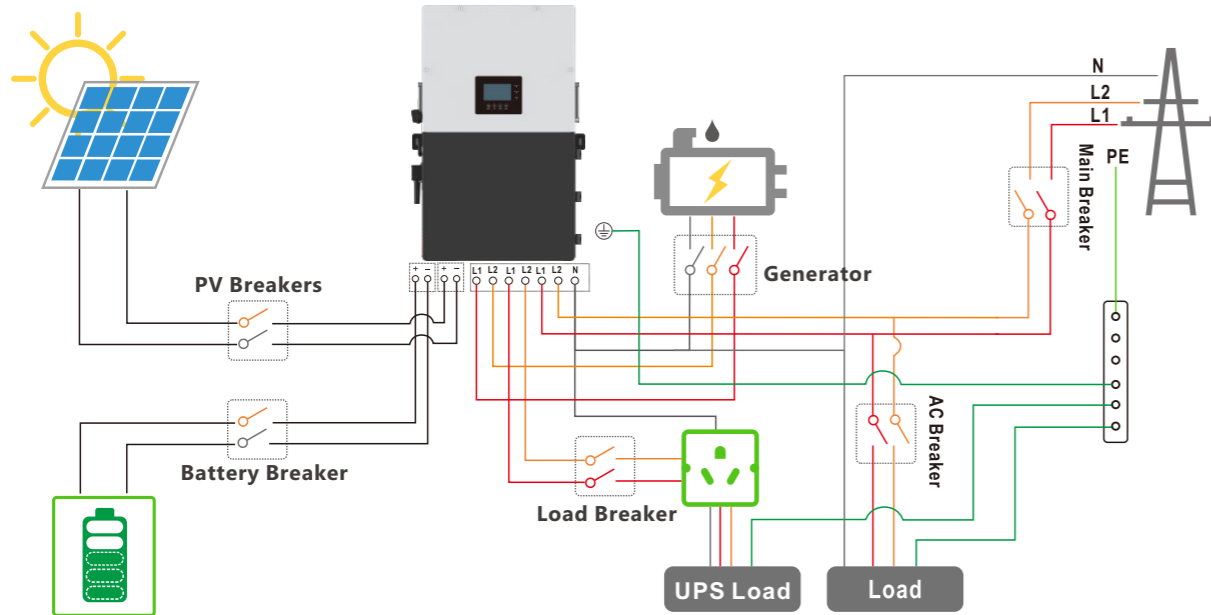 N
L2
L1
PE
Main Breaker
Generator
+ − + −
L1 L2 L1 L2 L1 L2 N
PV Breakers
AC Breaker
Battery Breaker
Load Breaker
UPS Load
Load